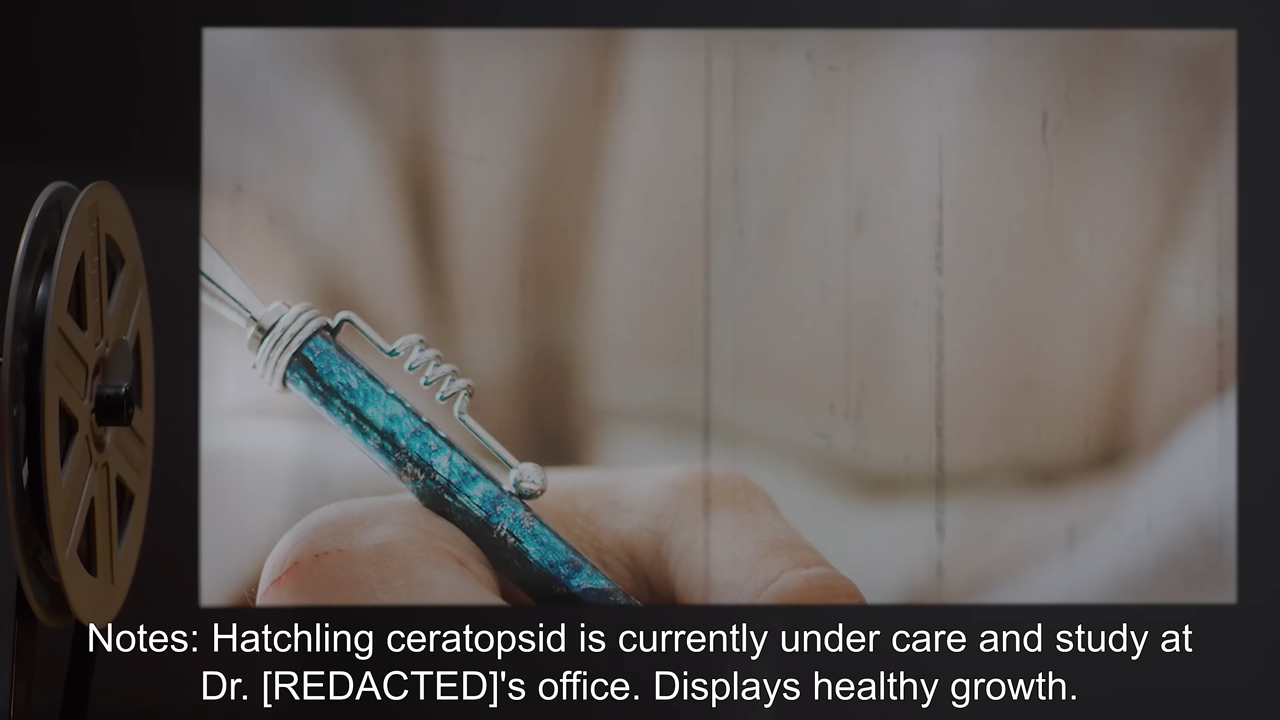 Notes: Hatchling ceratopsid is currently under care and study at
Dr. [REDACTED]'s office. Displays healthy growth.